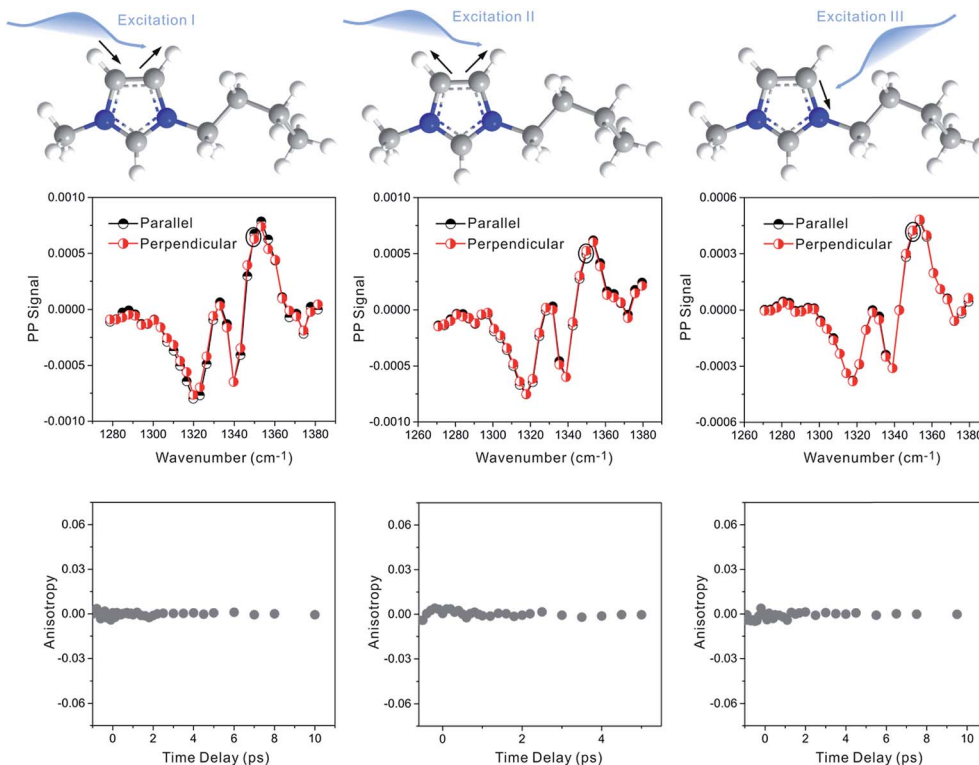 Excitation I
Excitation II
Excitation III
0.0010
0.0005
0.0000
-0.0005
-0.0010
PP Signal
Parallel
Perpendicular
1280 1300 1320 1340 1360 1380
Wavenumber (cm-1)
0.0010
0.0005
0.0000
-0.0005
-0.0010
PP Signal
Parallel
Perpendicular
1260 1280 1300 1320 1340 1360 1380
Wavenumber (cm-1)
0.0006
0.0003
0.0000
-0.0003
-0.0006
PP Signal
Parallel
Perpendicular
1260 1280 1300 1320 1340 1360 1380
Wavenumber (cm-1)
0.06
0.03
0.00
-0.03
-0.06
Anisotropy
0 2 4 6 8 10
Time Delay (ps)
0.06
0.03
0.00
-0.03
-0.06
Anisotropy
0 2 4
Time Delay (ps)
0.06
0.03
0.00
-0.03
-0.06
Anisotropy
0 2 4 6 8 10
Time Delay (ps)